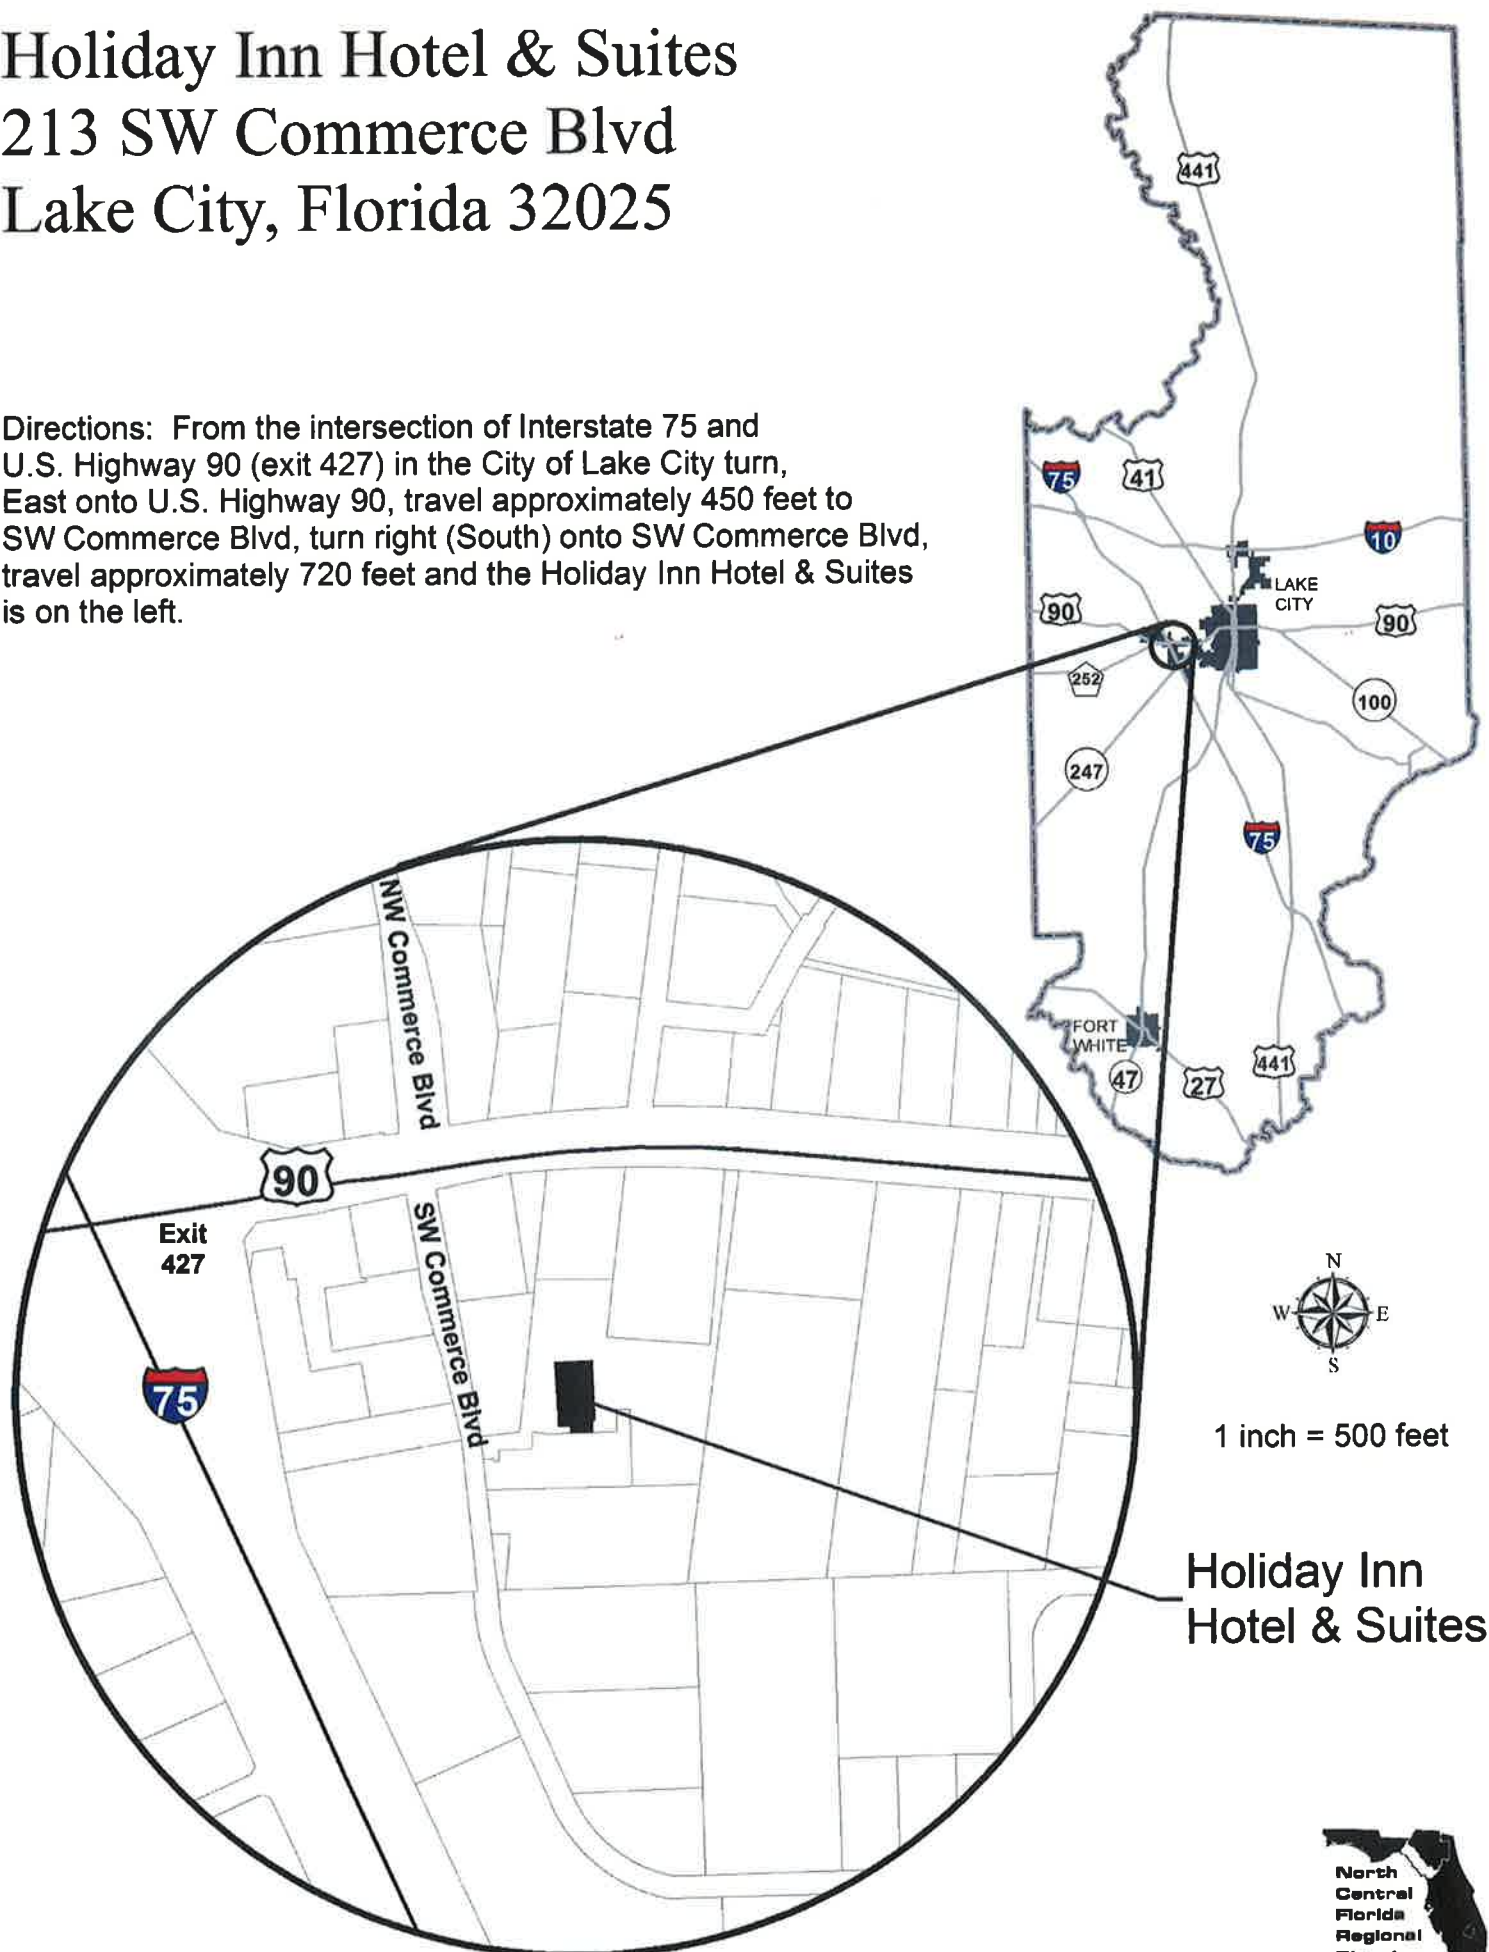 Holiday Inn Hotel & Suites
213 SW Commerce Blvd
Lake City, Florida 32025
Directions:  From the intersection of Interstate 75 and
U.S. Highway 90 (exit 427) in the City of Lake City turn,
East onto U.S. Highway 90, travel approximately 450 feet to
SW Commerce Blvd, turn right (South) onto SW Commerce Blvd,
travel approximately 720 feet and the Holiday Inn Hotel & Suites
is on the left.
441
75
41
10
LAKE
CITY
90
90
252
100
247
75
FORT
WHITE
47
27
441
NW Commerce Blvd
90
Exit
427
SW Commerce Blvd
75
N
W
E
S
1 inch = 500 feet
Holiday Inn
Hotel & Suites
North
Central
Florida
Regional